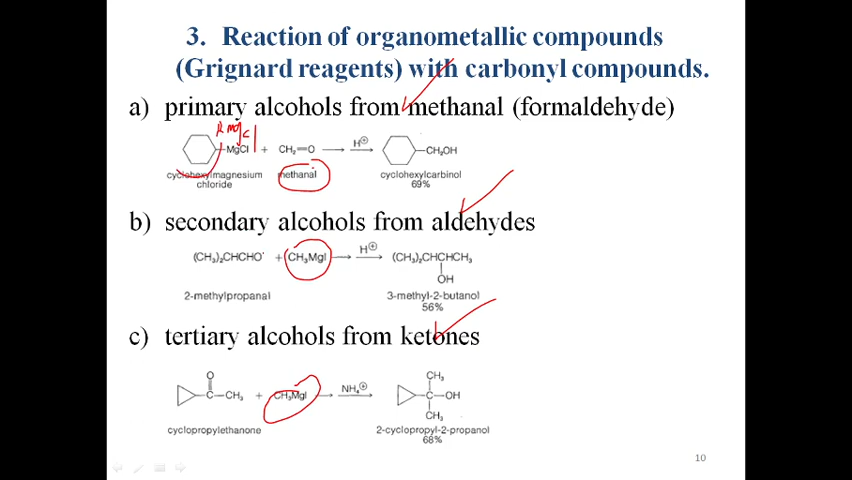 3. Reaction of organometallic compounds
(Grignard reagents) with carbonyl compounds.
a) primary alcohols from methanal (formaldehyde)
R Mg Cl
MgCl + CH₂=O H⊕ CH₂OH
cyclohexylmagnesium methanal cyclohexylcarbinol
chloride 69%
b) secondary alcohols from aldehydes
(CH₃)₂CHCHO + CH₃MgI H⊕ (CH₃)₂CHCHCH₃
OH
2-methylpropanal 3-methyl-2-butanol
56%
c) tertiary alcohols from ketones
O CH₃
C—CH₃ + CH₃MgI NH₄⊕ C—OH
CH₃
cyclopropylethanone 2-cyclopropyl-2-propanol
68%
10